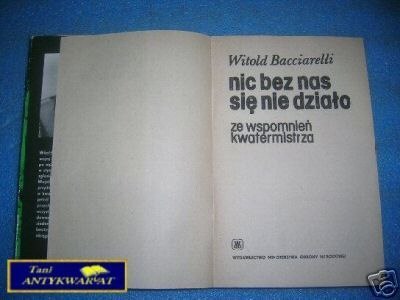 Witold Bacciarelli
nic bez nas
się nie działo
ze wspomnień
kwatermistrza
WYDAWNICTWO MINISTERSTWA OBRONY NARODOWEJ
Tani
ANTYKWARIAT